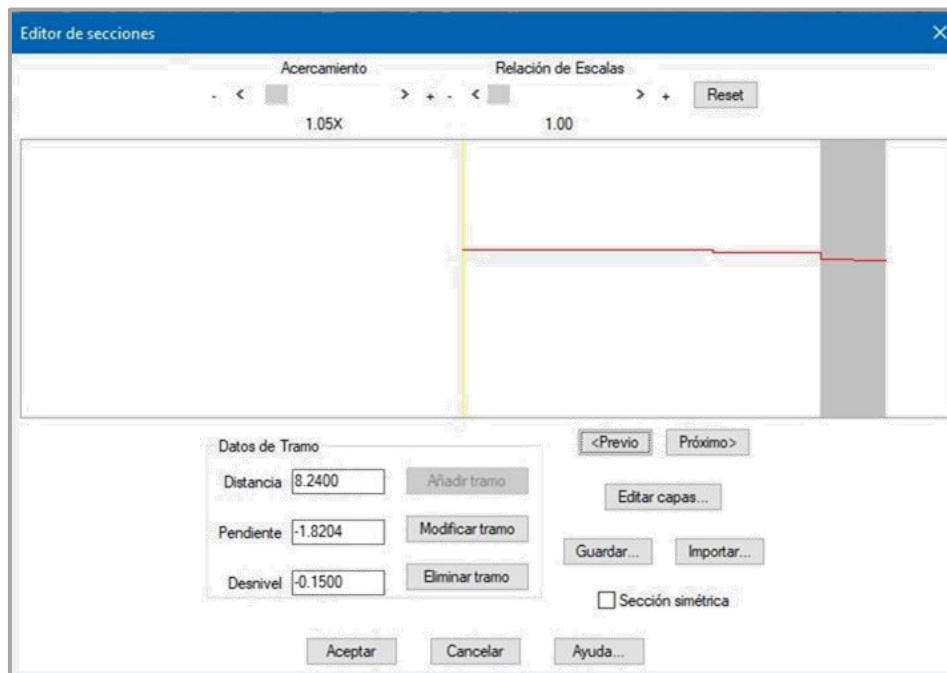 Editor de secciones
Acercamiento Relación de Escalas
- < > + - < > + Reset
1.05X 1.00
<Previo Próximo>
Datos de Tramo
Distancia 8.2400 Añadir tramo
Editar capas...
Pendiente -1.8204 Modificar tramo
Guardar... Importar...
Desnivel -0.1500 Eliminar tramo
Sección simétrica
Aceptar Cancelar Ayuda...